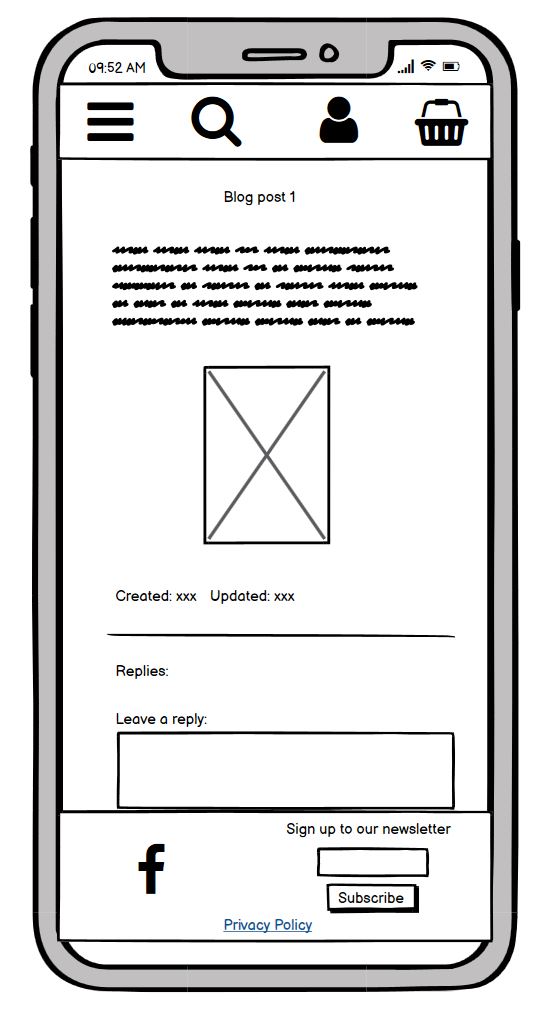 09:52 AM
Blog post 1
Created: xxx Updated: xxx
Replies:
Leave a reply:
Sign up to our newsletter
Subscribe
Privacy Policy